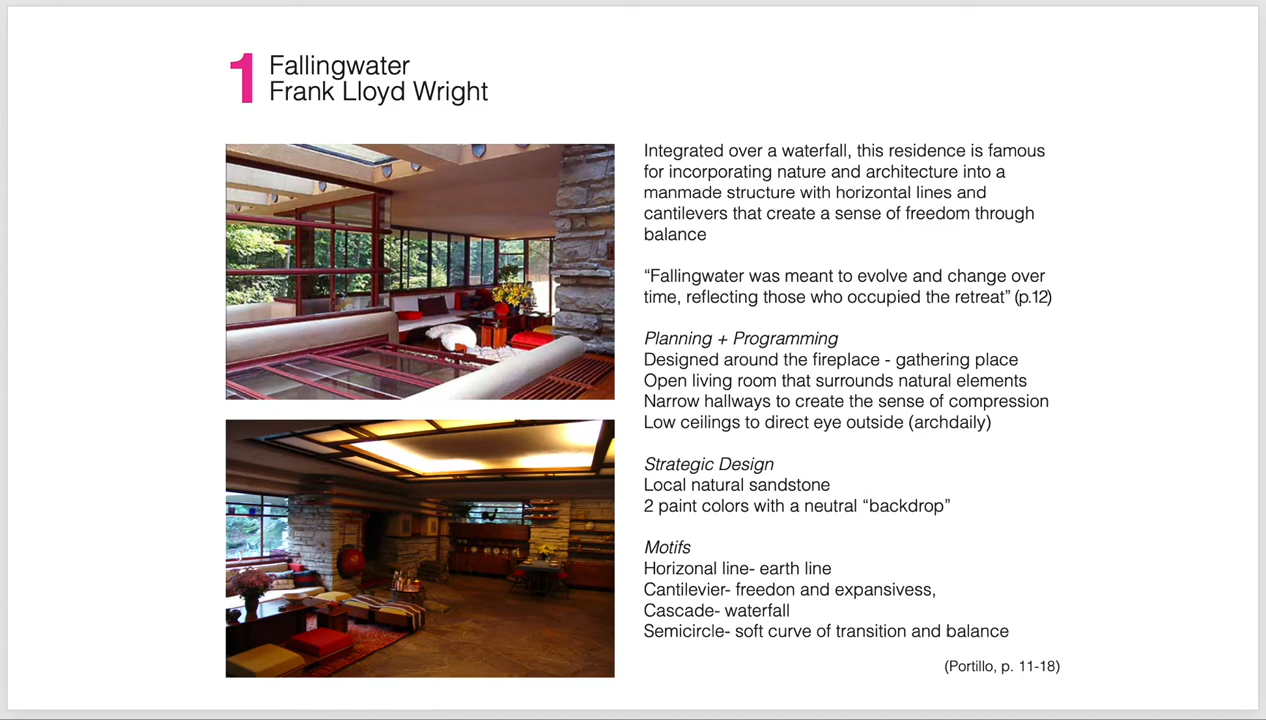 1 Fallingwater
Frank Lloyd Wright
Integrated over a waterfall, this residence is famous
for incorporating nature and architecture into a
manmade structure with horizontal lines and
cantilevers that create a sense of freedom through
balance
“Fallingwater was meant to evolve and change over
time, reflecting those who occupied the retreat” (p.12)
Planning + Programming
Designed around the fireplace - gathering place
Open living room that surrounds natural elements
Narrow hallways to create the sense of compression
Low ceilings to direct eye outside (archdaily)
Strategic Design
Local natural sandstone
2 paint colors with a neutral “backdrop”
Motifs
Horizonal line- earth line
Cantilevier- freedon and expansivess,
Cascade- waterfall
Semicircle- soft curve of transition and balance
(Portillo, p. 11-18)